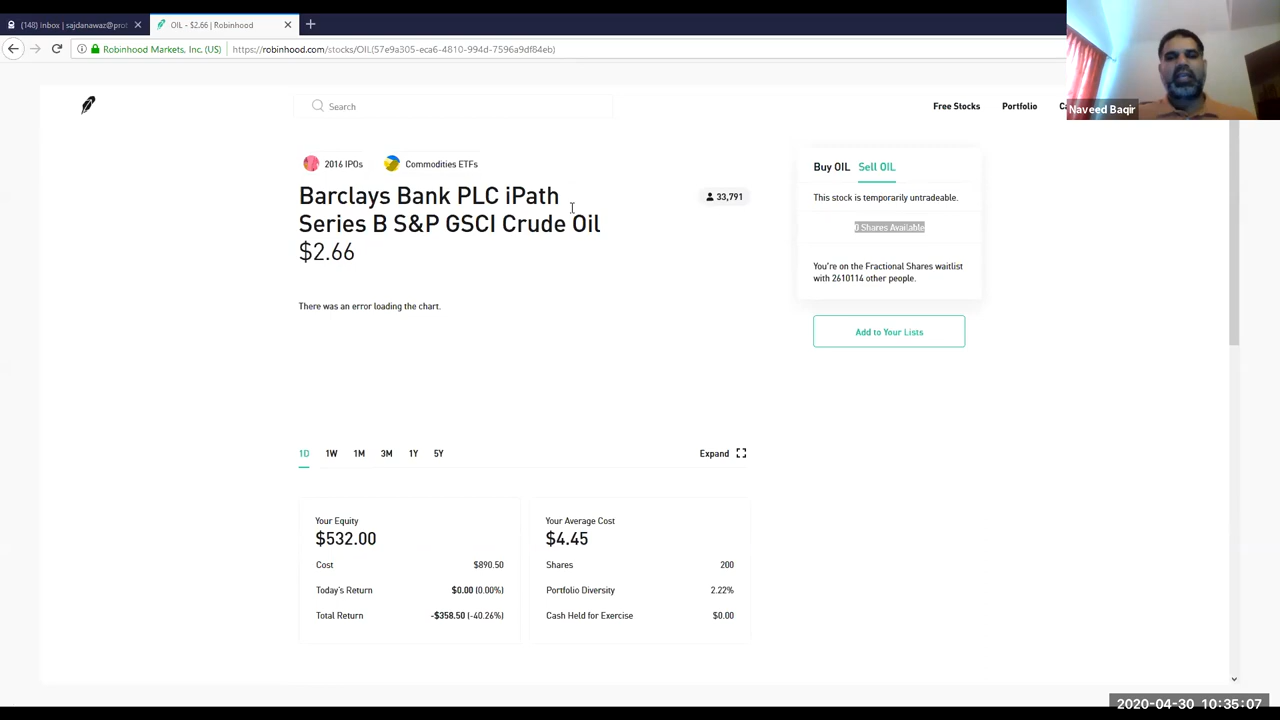 (148) Inbox | sajdanawaz@pro
OIL - $2.66 | Robinhood
Robinhood Markets, Inc. (US)
https://robinhood.com/stocks/OIL(57e9a305-eca6-4810-994d-7596a9df84eb)
Naveed Baqir
Search
Free Stocks
Portfolio
2016 IPOs
Commodities ETFs
Barclays Bank PLC iPath
Series B S&P GSCI Crude Oil
$2.66
33,791
There was an error loading the chart.
Buy OIL Sell OIL
This stock is temporarily untradeable.
0 Shares Available
You're on the Fractional Shares waitlist
with 2610114 other people.
Add to Your Lists
1D 1W 1M 3M 1Y 5Y
Expand
Your Equity
$532.00
Cost $890.50
Today's Return $0.00 (0.00%)
Total Return -$358.50 (-40.26%)
Your Average Cost
$4.45
Shares 200
Portfolio Diversity 2.22%
Cash Held for Exercise $0.00
2020-04-30 10:35:07